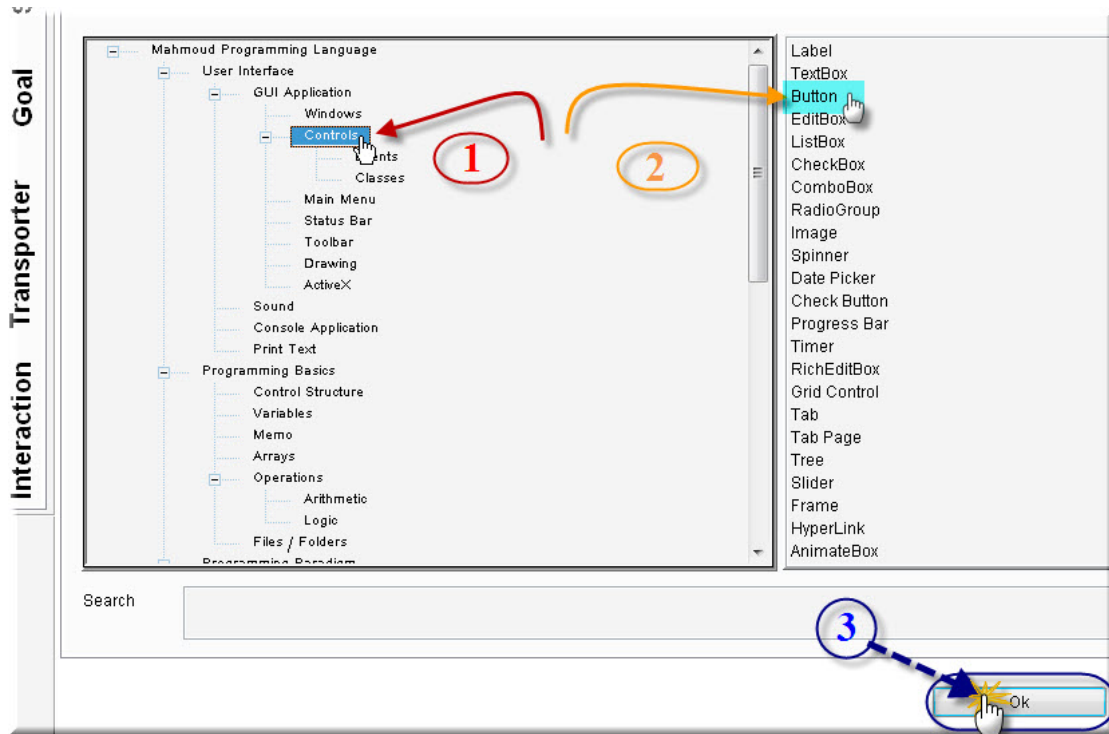 Goal
Transporter
Interaction
Mahmoud Programming Language
User Interface
GUI Application
Windows
Controls
Classes
Main Menu
Status Bar
Toolbar
Drawing
ActiveX
Sound
Console Application
Print Text
Programming Basics
Control Structure
Variables
Memo
Arrays
Operations
Arithmetic
Logic
Files / Folders
Programming Paradigm
1
2
Label
TextBox
Button
EditBox
ListBox
CheckBox
ComboBox
RadioGroup
Image
Spinner
Date Picker
Check Button
Progress Bar
Timer
RichEditBox
Grid Control
Tab
Tab Page
Tree
Slider
Frame
HyperLink
AnimateBox
Search
3
Ok